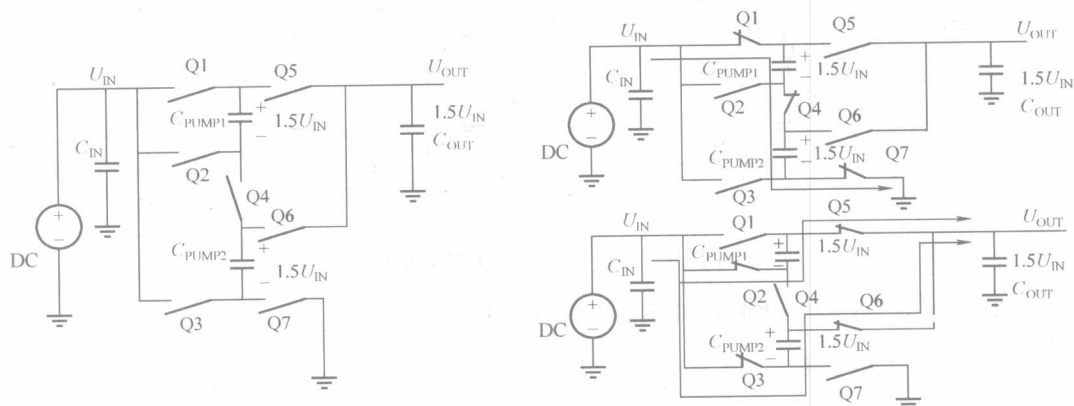 U_IN
Q1
Q5
U_OUT
C_PUMP1
+
−
1.5U_IN
1.5U_IN
C_OUT
C_IN
Q2
Q4
Q6
DC
+
−
C_PUMP2
+
−
1.5U_IN
Q3
Q7
Q1
Q5
U_IN
U_OUT
C_IN
C_PUMP1
+
−
1.5U_IN
1.5U_IN
C_OUT
Q2
Q4
Q6
DC
+
−
C_PUMP2
+
−
1.5U_IN
Q7
Q3
U_IN
Q1
Q5
U_OUT
C_IN
C_PUMP1
+
−
1.5U_IN
1.5U_IN
C_OUT
Q2
Q4
Q6
DC
+
−
C_PUMP2
+
−
1.5U_IN
Q3
Q7